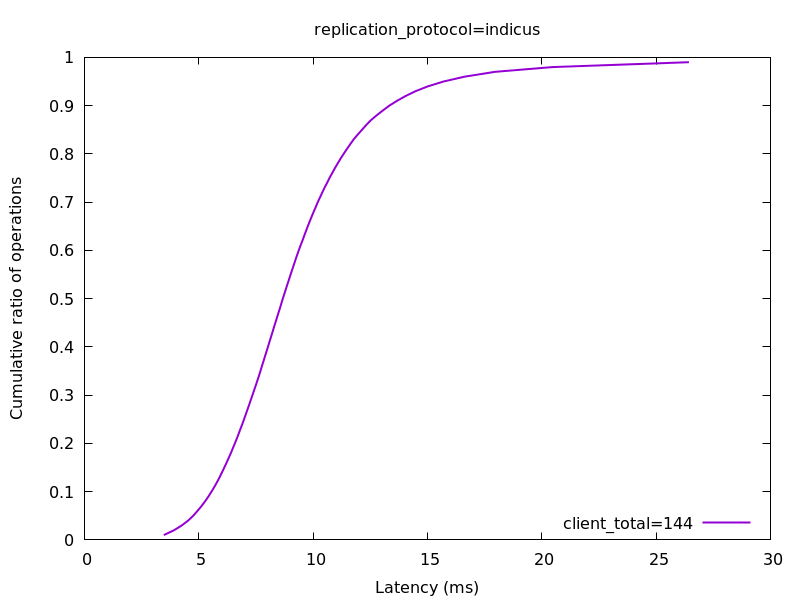 replication_protocol=indicus
Cumulative ratio of operations
1
0.9
0.8
0.7
0.6
0.5
0.4
0.3
0.2
0.1
0
client_total=144
0 5 10 15 20 25 30
Latency (ms)